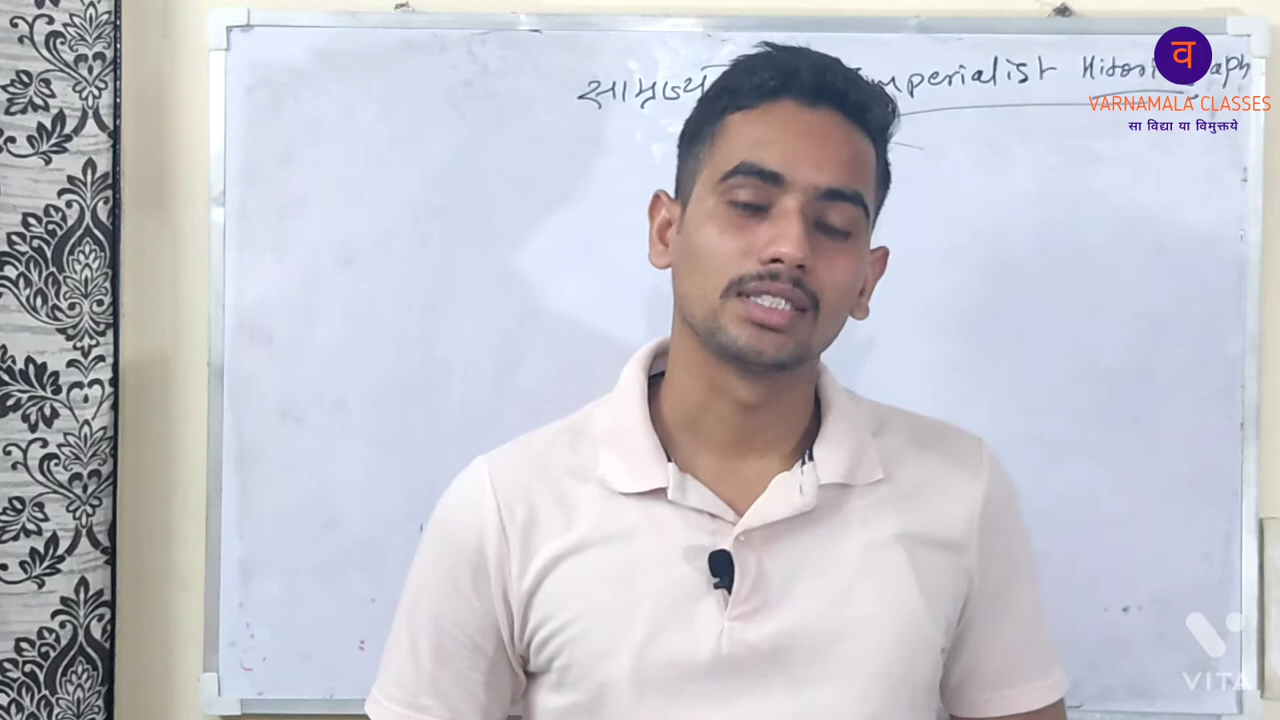 साम्राज्य Imperialist
व
VARNAMALA CLASSES
सा विद्या या विमुक्तये
VITA